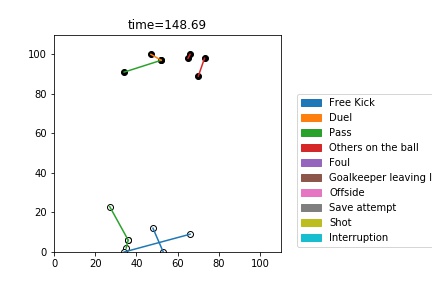 time=148.69
100
80
60
40
20
0
0 20 40 60 80 100
Free Kick
Duel
Pass
Others on the ball
Foul
Goalkeeper leaving l
Offside
Save attempt
Shot
Interruption